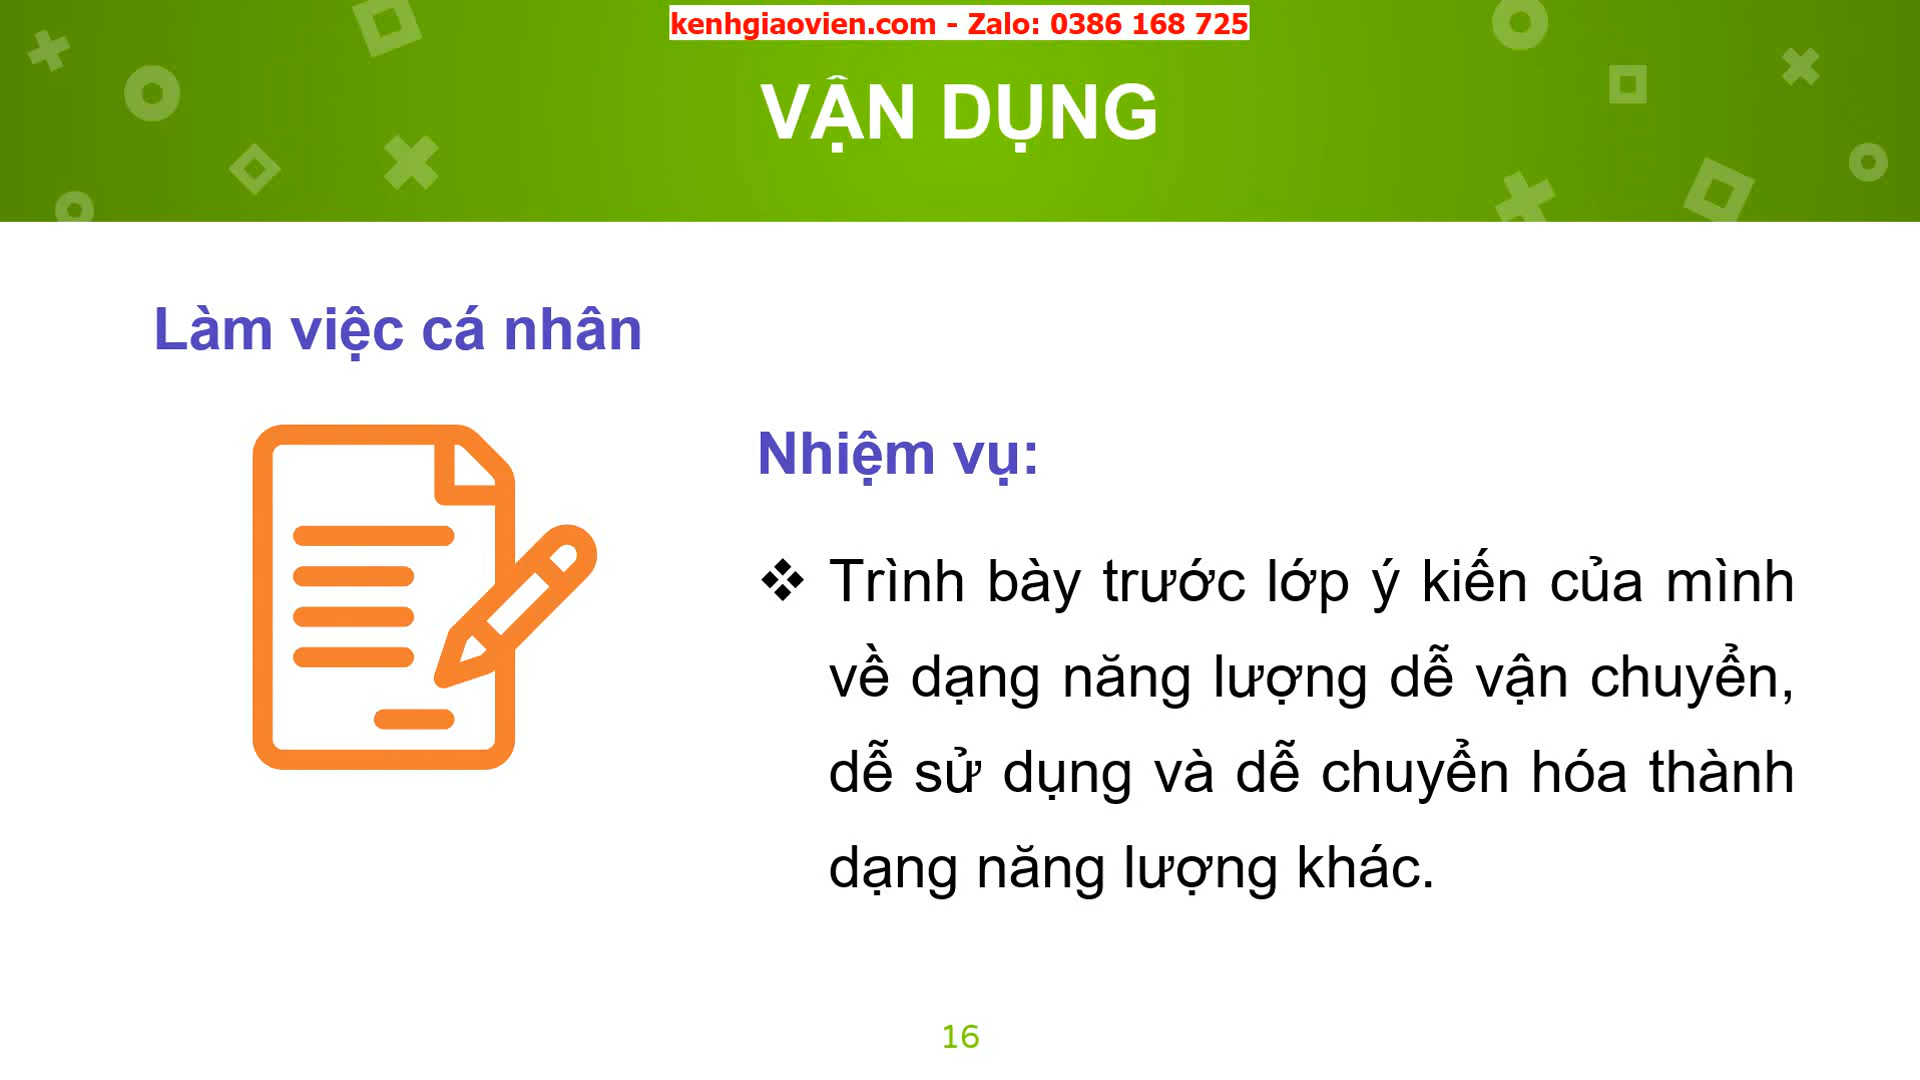 kenhgiaovien.com - Zalo: 0386 168 725
VẬN DỤNG
Làm việc cá nhân
Nhiệm vụ:
❖ Trình bày trước lớp ý kiến của mình
về dạng năng lượng dễ vận chuyển,
dễ sử dụng và dễ chuyển hóa thành
dạng năng lượng khác.
16